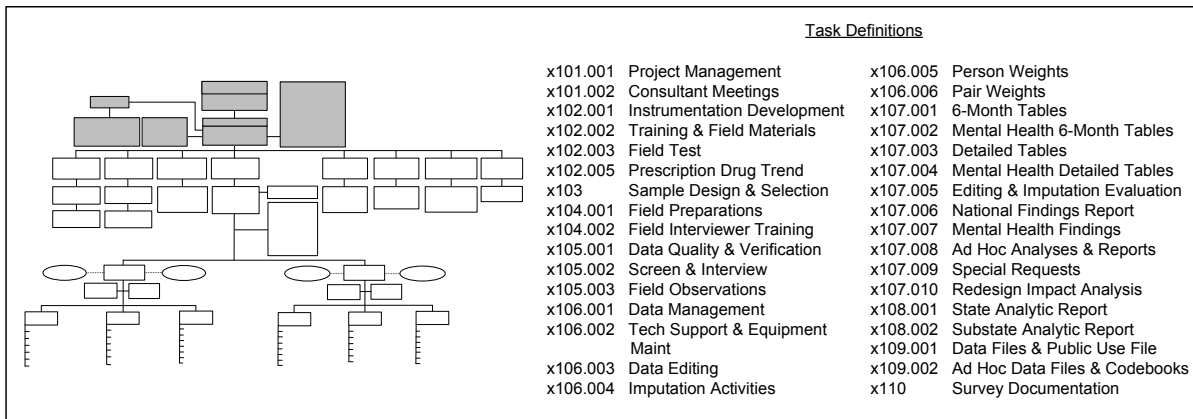 Task Definitions
x101.001 Project Management
x101.002 Consultant Meetings
x102.001 Instrumentation Development
x102.002 Training & Field Materials
x102.003 Field Test
x102.005 Prescription Drug Trend
x103 Sample Design & Selection
x104.001 Field Preparations
x104.002 Field Interviewer Training
x105.001 Data Quality & Verification
x105.002 Screen & Interview
x105.003 Field Observations
x106.001 Data Management
x106.002 Tech Support & Equipment
Maint
x106.003 Data Editing
x106.004 Imputation Activities
x106.005 Person Weights
x106.006 Pair Weights
x107.001 6-Month Tables
x107.002 Mental Health 6-Month Tables
x107.003 Detailed Tables
x107.004 Mental Health Detailed Tables
x107.005 Editing & Imputation Evaluation
x107.006 National Findings Report
x107.007 Mental Health Findings
x107.008 Ad Hoc Analyses & Reports
x107.009 Special Requests
x107.010 Redesign Impact Analysis
x108.001 State Analytic Report
x108.002 Substate Analytic Report
x109.001 Data Files & Public Use File
x109.002 Ad Hoc Data Files & Codebooks
x110 Survey Documentation